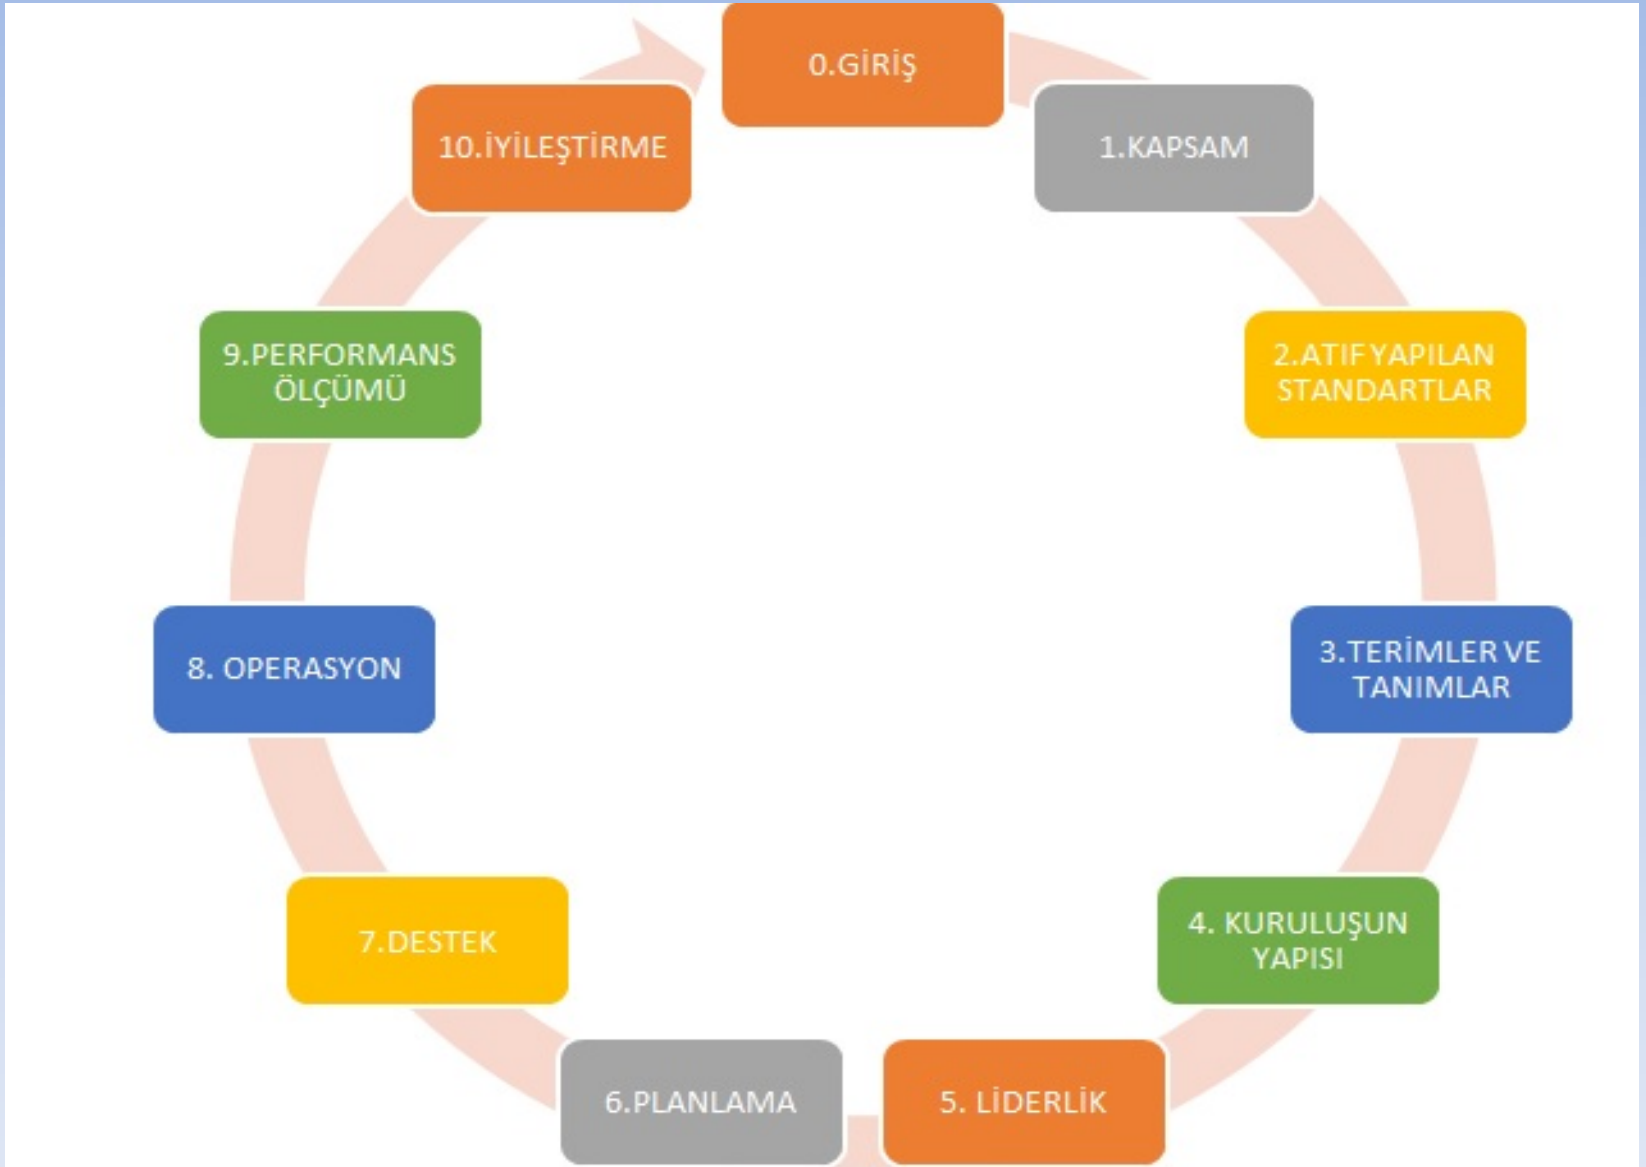 0.GİRİŞ
1.KAPSAM
2.ATIF YAPILAN
STANDARTLAR
3.TERİMLER VE
TANIMLAR
4. KURULUŞUN
YAPISI
5. LİDERLİK
6.PLANLAMA
7.DESTEK
8. OPERASYON
9.PERFORMANS
ÖLÇÜMÜ
10.İYİLEŞTİRME